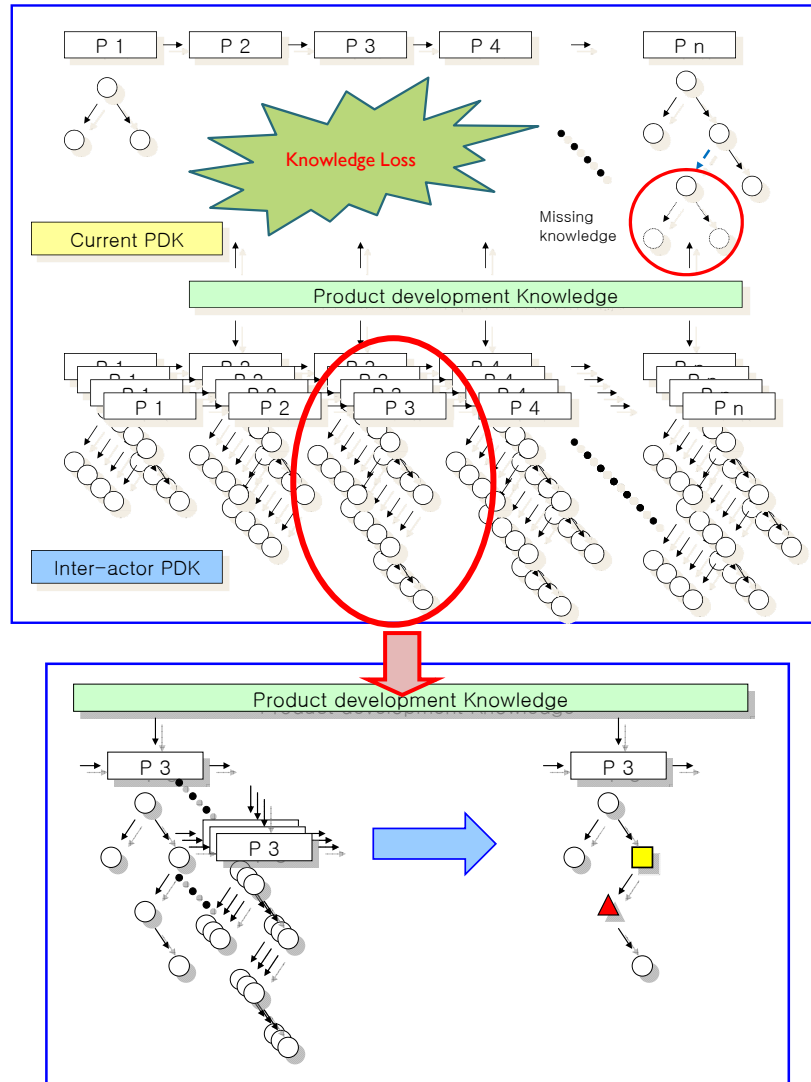 P 1
P 2
P 3
P 4
P n
Knowledge Loss
Missing
knowledge
Current PDK
Product development Knowledge
P 1
P 2
P 3
P 4
P n
Inter-actor PDK
Product development Knowledge
P 3
P 3
P 3